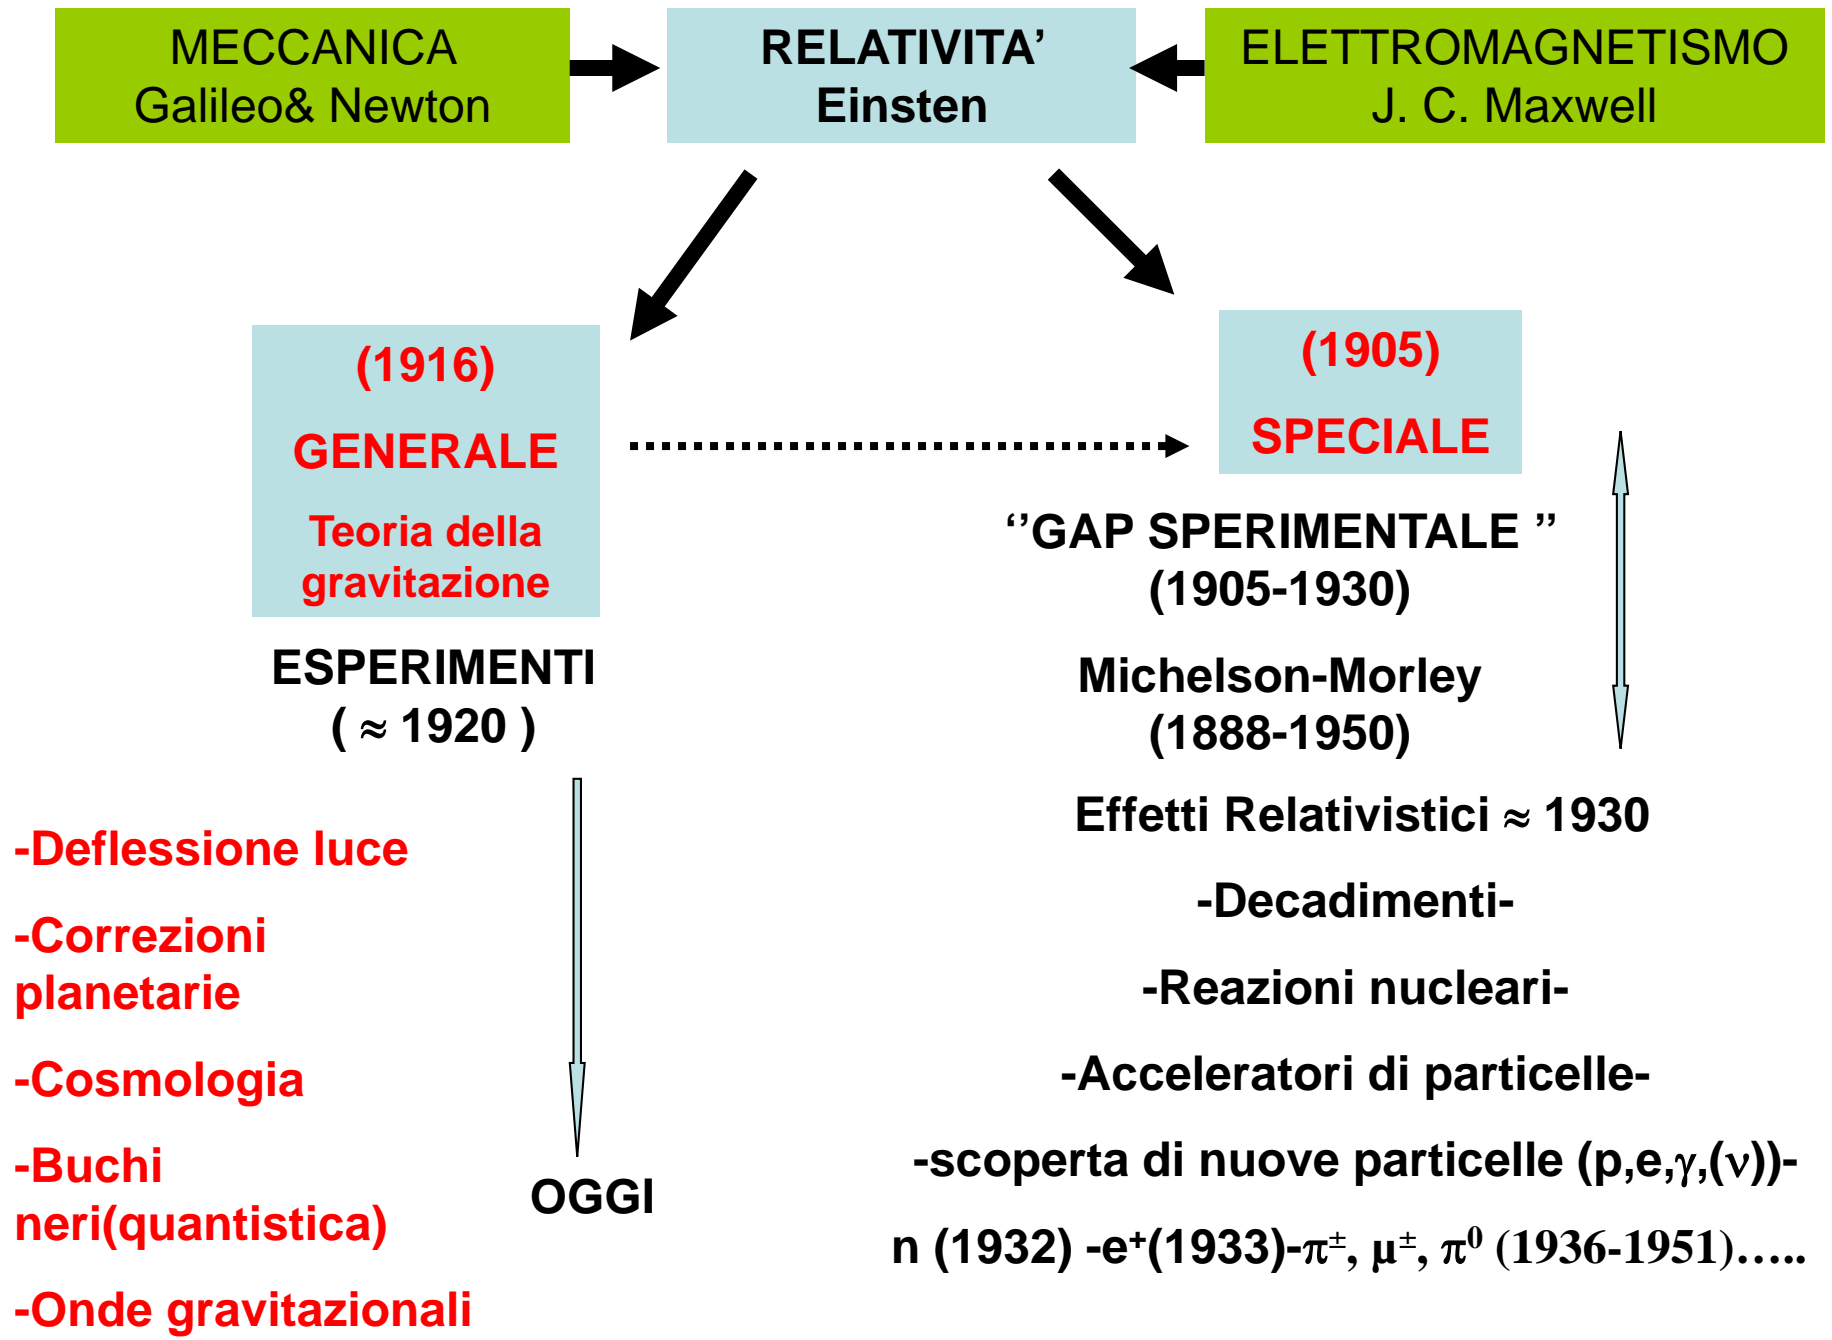 MECCANICA
Galileo& Newton
RELATIVITA’
Einsten
ELETTROMAGNETISMO
J. C. Maxwell
(1916)
GENERALE
Teoria della
gravitazione
ESPERIMENTI
( ≈ 1920 )
-Deflessione luce
-Correzioni
planetarie
-Cosmologia
-Buchi
neri(quantistica)
-Onde gravitazionali
OGGI
(1905)
SPECIALE
‘’GAP SPERIMENTALE ’’
(1905-1930)
Michelson-Morley
(1888-1950)
Effetti Relativistici ≈ 1930
-Decadimenti-
-Reazioni nucleari-
-Acceleratori di particelle-
-scoperta di nuove particelle (p,e,γ,(ν))-
n (1932) -e⁺(1933)-π±, μ±, π⁰ (1936-1951)…..